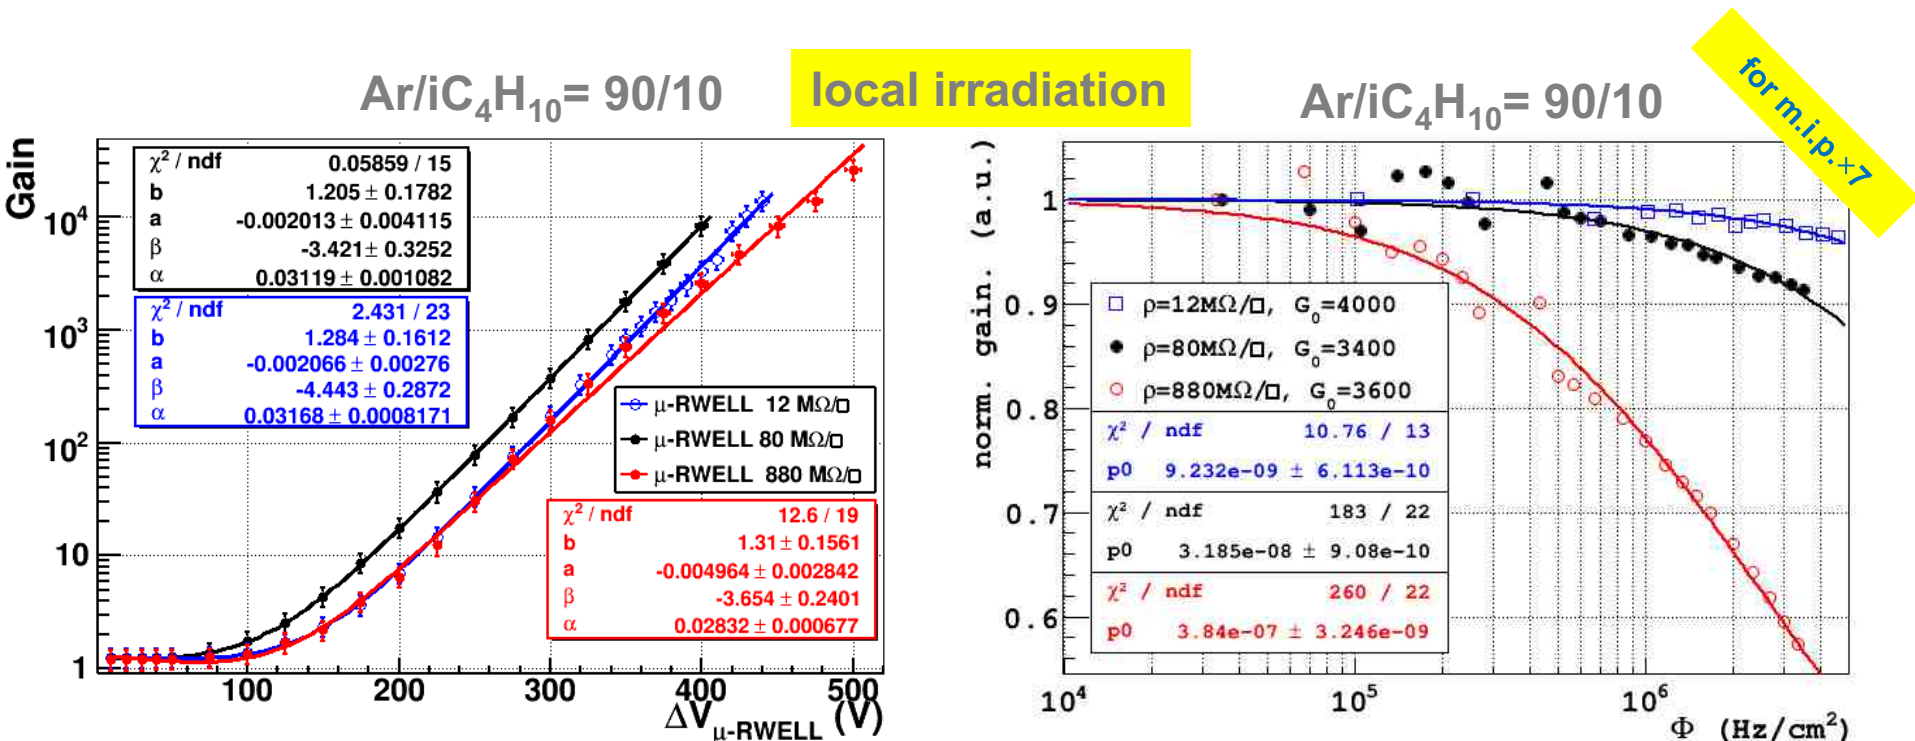 Ar/iC₄H₁₀= 90/10
local irradiation
Ar/iC₄H₁₀= 90/10
for m.i.p.×7
Gain
χ² / ndf 0.05859 / 15
b 1.205 ± 0.1782
a -0.002013 ± 0.004115
β -3.421± 0.3252
α 0.03119 ± 0.001082
χ² / ndf 2.431 / 23
b 1.284 ± 0.1612
a -0.002066 ± 0.00276
β -4.443 ± 0.2872
α 0.03168 ± 0.0008171
μ-RWELL 12 MΩ/□
μ-RWELL 80 MΩ/□
μ-RWELL 880 MΩ/□
χ² / ndf 12.6 / 19
b 1.31 ± 0.1561
a -0.004964 ± 0.002842
β -3.654 ± 0.2401
α 0.02832 ± 0.000677
10⁴
10³
10²
10
1
100 200 300 400 500
ΔV_μ-RWELL (V)
norm. gain. (a.u.)
1
0.9
0.8
0.7
0.6
ρ=12MΩ/□, G₀=4000
ρ=80MΩ/□, G₀=3400
ρ=880MΩ/□, G₀=3600
χ² / ndf 10.76 / 13
p0 9.232e-09 ± 6.113e-10
χ² / ndf 183 / 22
p0 3.185e-08 ± 9.08e-10
χ² / ndf 260 / 22
p0 3.84e-07 ± 3.246e-09
10⁴ 10⁵ 10⁶
Φ (Hz/cm²)